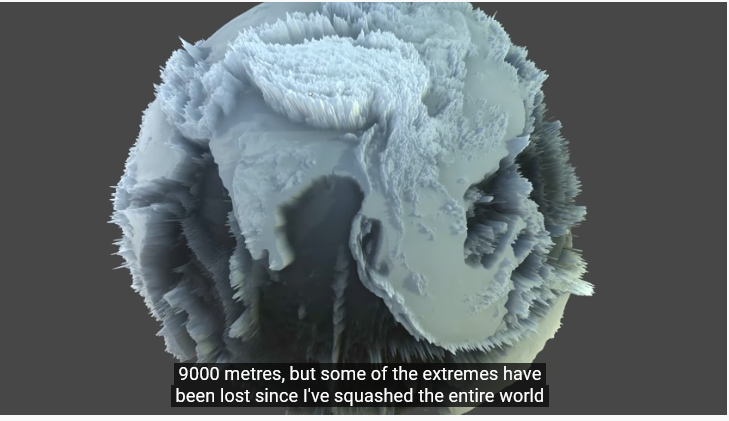 9000 metres, but some of the extremes have
been lost since I've squashed the entire world